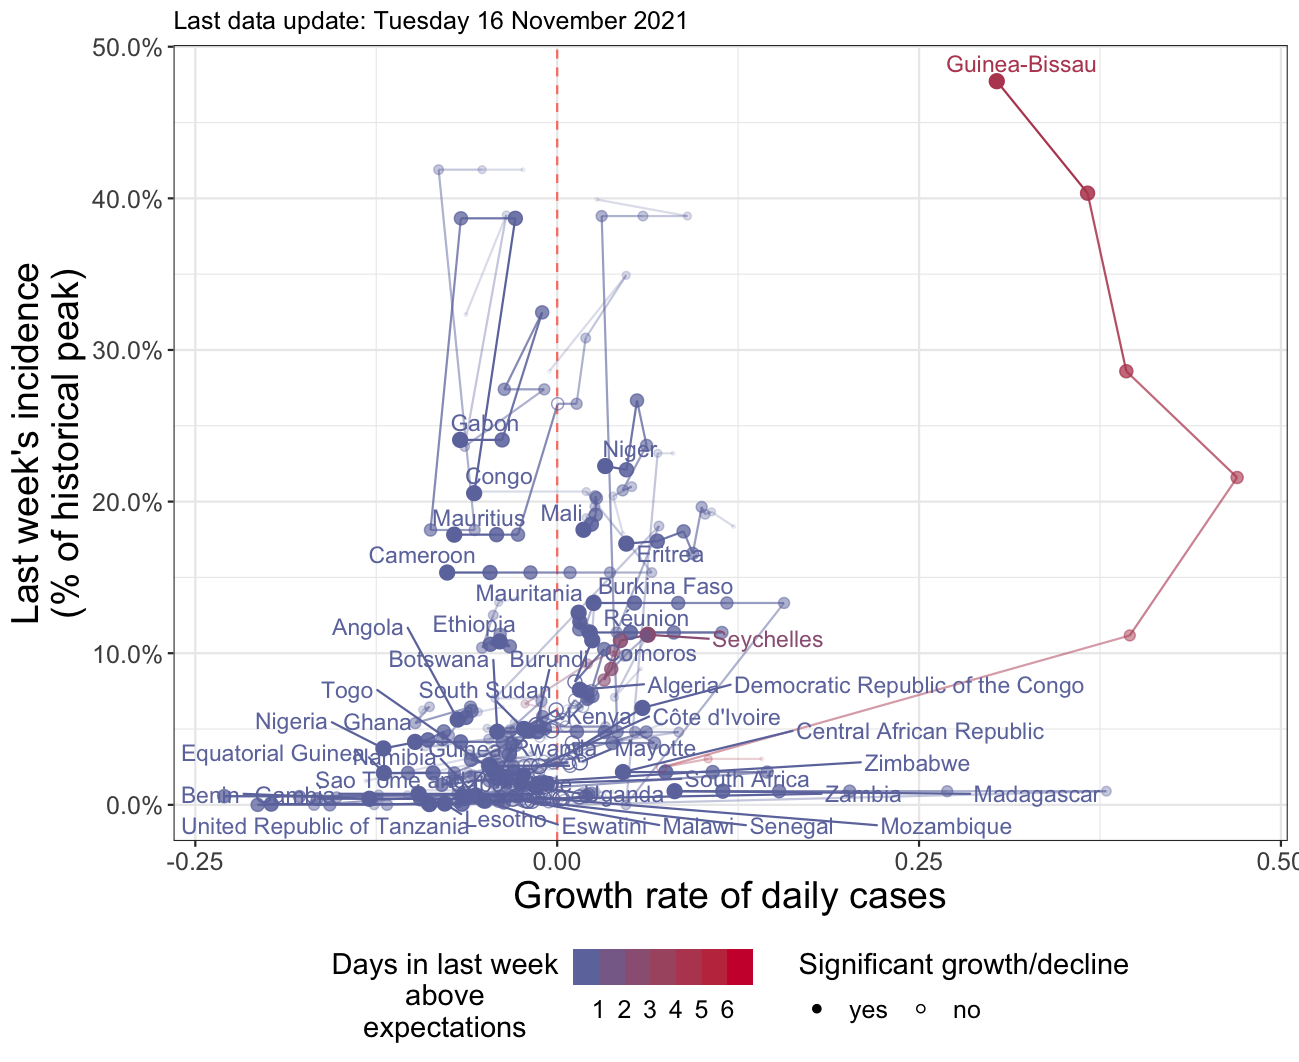 Last data update: Tuesday 16 November 2021
50.0%
40.0%
30.0%
20.0%
10.0%
0.0%
Last week's incidence
(% of historical peak)
Guinea-Bissau
Gabon
Niger
Congo
Mauritius
Mali
Cameroon
Eritrea
Mauritania
Burkina Faso
Ethiopia
Réunion
Angola
Seychelles
Botswana
Burundi
Comoros
Togo
South Sudan
Algeria
Democratic Republic of the Congo
Nigeria
Ghana
Kenya
Côte d'Ivoire
Central African Republic
Equatorial Guinea
Namibia
Guinea
Rwanda
Mayotte
Zimbabwe
Sao Tome and
South Africa
Benin
Gambia
Uganda
Zambia
Madagascar
United Republic of Tanzania
Lesotho
Eswatini
Malawi
Senegal
Mozambique
-0.25
0.00
0.25
Growth rate of daily cases
Days in last week
above
expectations
1 2 3 4 5 6
Significant growth/decline
yes
no